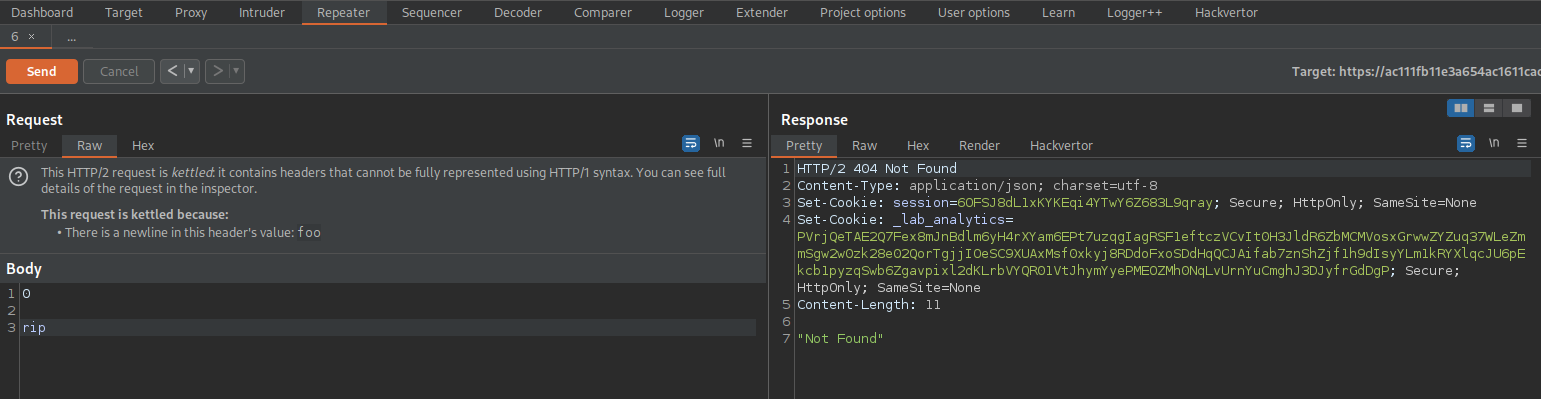 Dashboard Target Proxy Intruder Repeater Sequencer Decoder Comparer Logger Extender Project options User options Learn Logger++ Hackvertor
6 × ...
Send Cancel < > Target: https://ac111fb11e3a654ac1611cac
Request
Pretty Raw Hex \n
This HTTP/2 request is kettled: it contains headers that cannot be fully represented using HTTP/1 syntax. You can see full
details of the request in the inspector.
This request is kettled because:
• There is a newline in this header's value: foo
Body
1 0
2
3 rip
Response
Pretty Raw Hex Render Hackvertor \n
1 HTTP/2 404 Not Found
2 Content-Type: application/json; charset=utf-8
3 Set-Cookie: session=6OFSJ8dL1xKYKEqi4YTwY6Z683L9qray; Secure; HttpOnly; SameSite=None
4 Set-Cookie: _lab_analytics=
PVrjQeTAE2Q7Fex8mJnBdlm6yH4rXYam6EPt7uzqgIagRSF1eftczVCvItOH3JldR6ZbMCMVosxGrwwZYZuq37WLeZm
mSgw2wOzk28e02QorTgjjIOeSC9XUAxMsfOxkyj8RDdoFxoSDdHqQCJAifab7znShZjf1h9dIsyYLm1kRYXlqcJU6pE
kcb1pyzqSwb6Zgavpixl2dKLrbVYQR01VtJhymYyePMEOZMh0NqLvUrnYuCmghJ3DJyfrGdDgP; Secure;
HttpOnly; SameSite=None
5 Content-Length: 11
6
7 "Not Found"